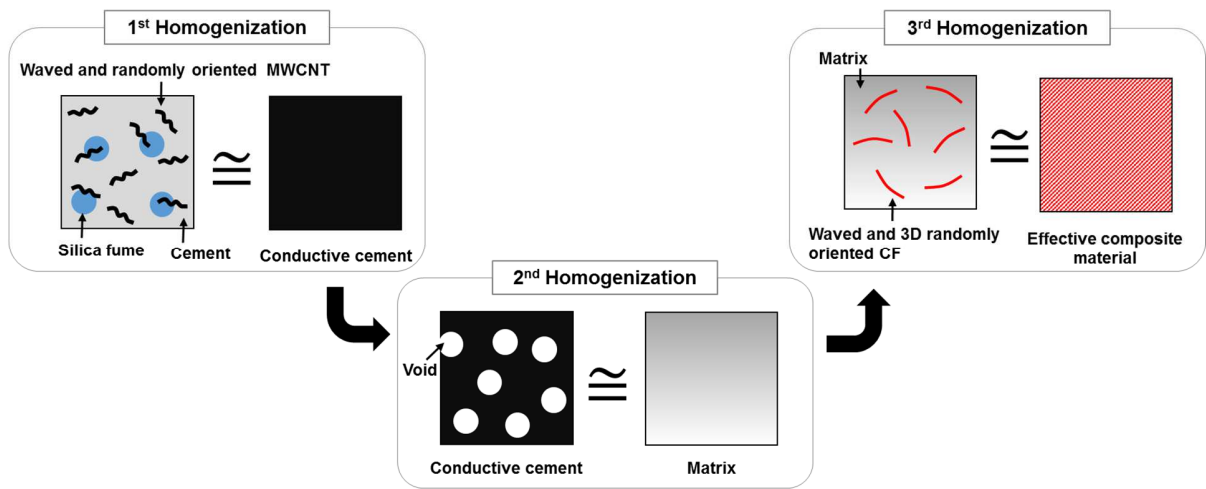 1st Homogenization
Waved and randomly oriented MWCNT
≅
Silica fume
Cement
Conductive cement
2nd Homogenization
Void
≅
Conductive cement
Matrix
3rd Homogenization
Matrix
≅
Waved and 3D randomly
oriented CF
Effective composite
material